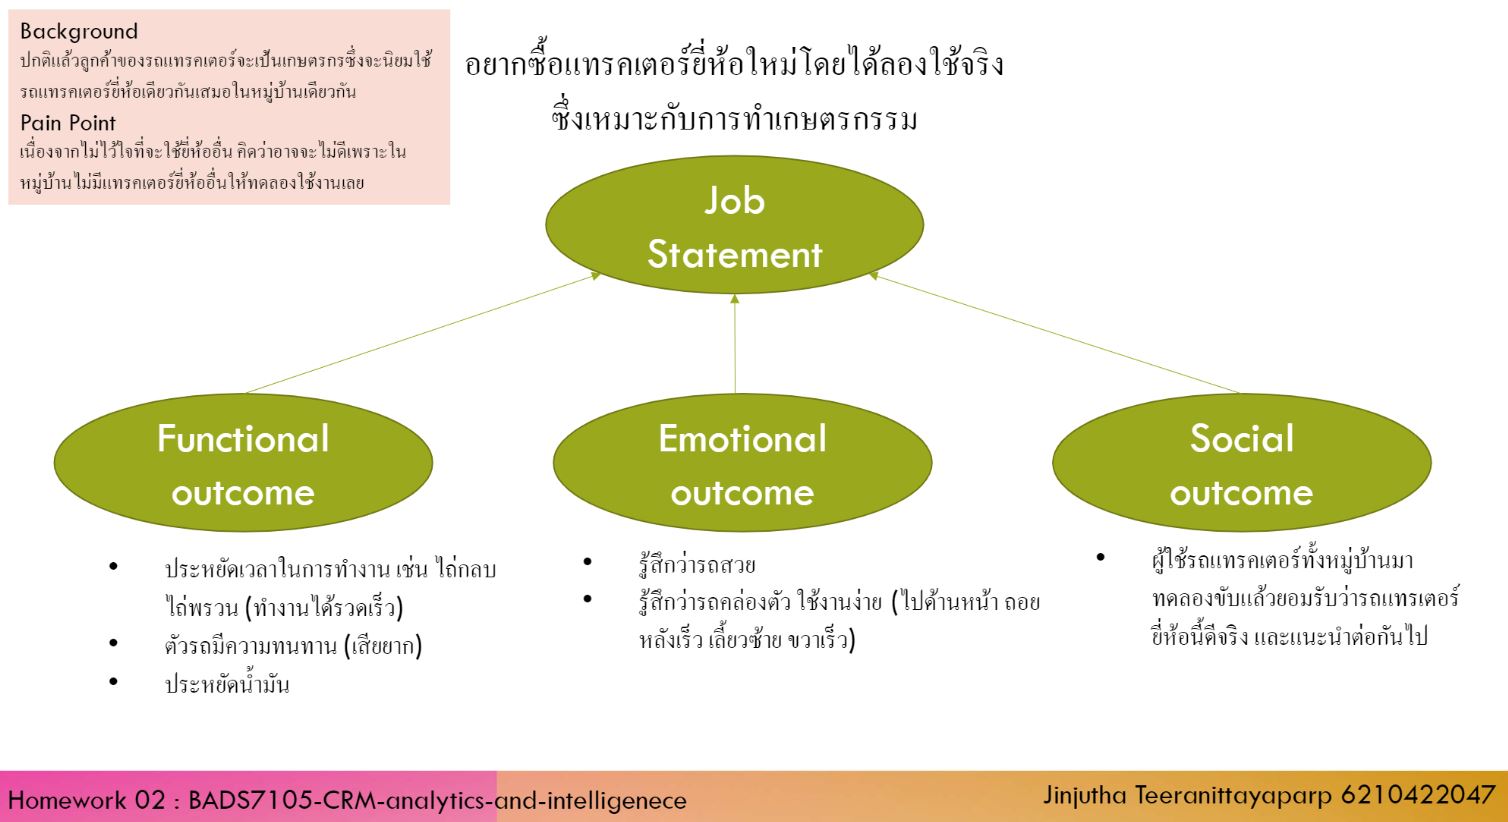 Background
ปกติแล้วลูกค้าของรถแทรคเตอร์จะเป็นเกษตรกรซึ่งจะนิยมใช้
รถแทรคเตอร์ยี่ห้อเดียวกันเสมอในหมู่บ้านเดียวกัน
Pain Point
เนื่องจากไม่ไว้ใจที่จะใช้ยี่ห้ออื่น คิดว่าอาจจะไม่ดีเพราะใน
หมู่บ้านไม่มีแทรคเตอร์ยี่ห้ออื่นให้ทดลองใช้งานเลย
อยากซื้อแทรคเตอร์ยี่ห้อใหม่โดยได้ลองใช้จริง
ซึ่งเหมาะกับการทำเกษตรกรรม
Job
Statement
Functional
outcome
• ประหยัดเวลาในการทำงาน เช่น ไถ่กลบ
ไถ่พรวน (ทำงานได้รวดเร็ว)
• ตัวรถมีความทนทาน (เสียยาก)
• ประหยัดน้ำมัน
Emotional
outcome
• รู้สึกว่ารถสวย
• รู้สึกว่ารถคล่องตัว ใช้งานง่าย (ไปด้านหน้า ถอย
หลังเร็ว เลี้ยวซ้าย ขวาเร็ว)
Social
outcome
• ผู้ใช้รถแทรคเตอร์ทั้งหมู่บ้านมา
ทดลองขับแล้วยอมรับว่ารถแทรเตอร์
ยี่ห้อนี้ดีจริง และแนะนำต่อกันไป
Homework 02 : BADS7105-CRM-analytics-and-intelligenece
Jinjutha Teeranittayaparp 6210422047